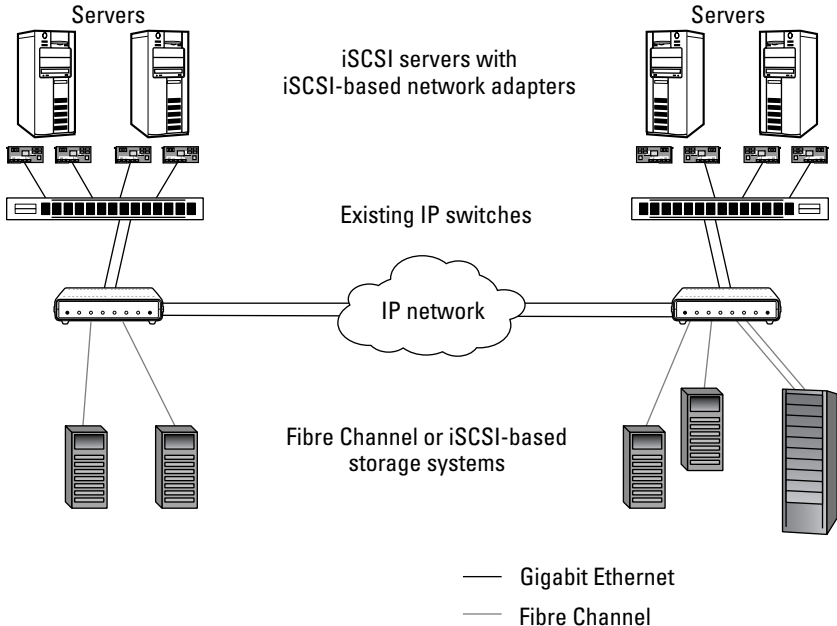 Servers
Servers
iSCSI servers with
iSCSI-based network adapters
Existing IP switches
IP network
Fibre Channel or iSCSI-based
storage systems
Gigabit Ethernet
Fibre Channel